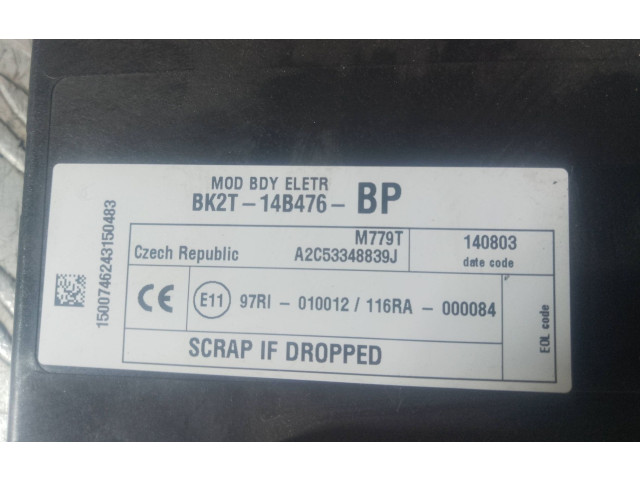 MOD BDY ELETR
BK2T-14B476- BP
M779T
Czech Republic A2C53348839J
140803
date code
CE E11 97RI - 010012 / 116RA - 000084
SCRAP IF DROPPED
EOL code
1500746243150483